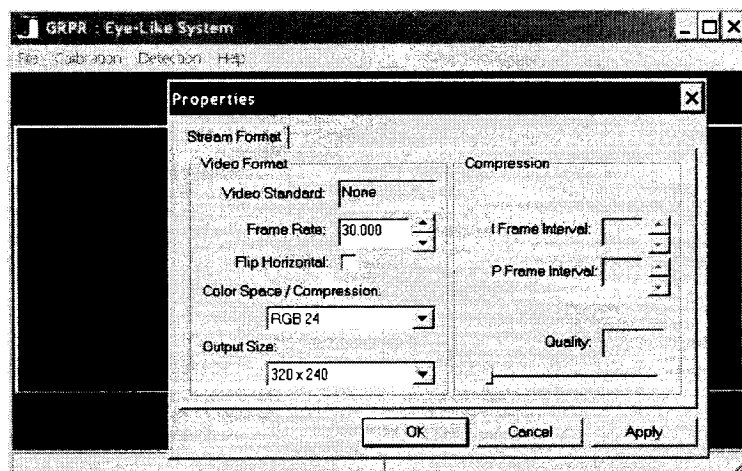 GRPR : Eye-Like System
File Calibration Detection Help
Properties
Stream Format
Video Format
Video Standard: None
Frame Rate: 30.000
Flip Horizontal:
Color Space / Compression:
RGB 24
Output Size:
320 x 240
Compression
I Frame Interval:
P Frame Interval:
Quality:
OK Cancel Apply